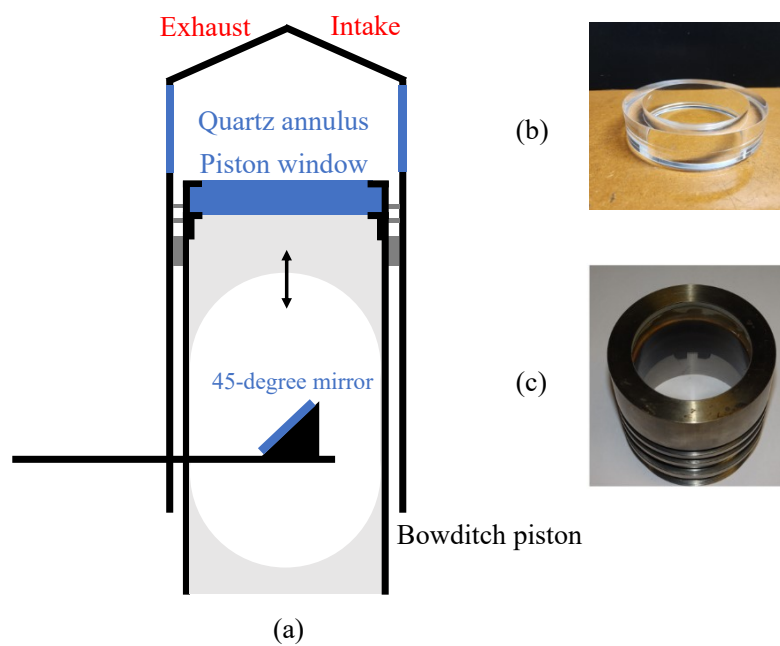 Exhaust
Intake
Quartz annulus
Piston window
45-degree mirror
Bowditch piston
(a)
(b)
(c)